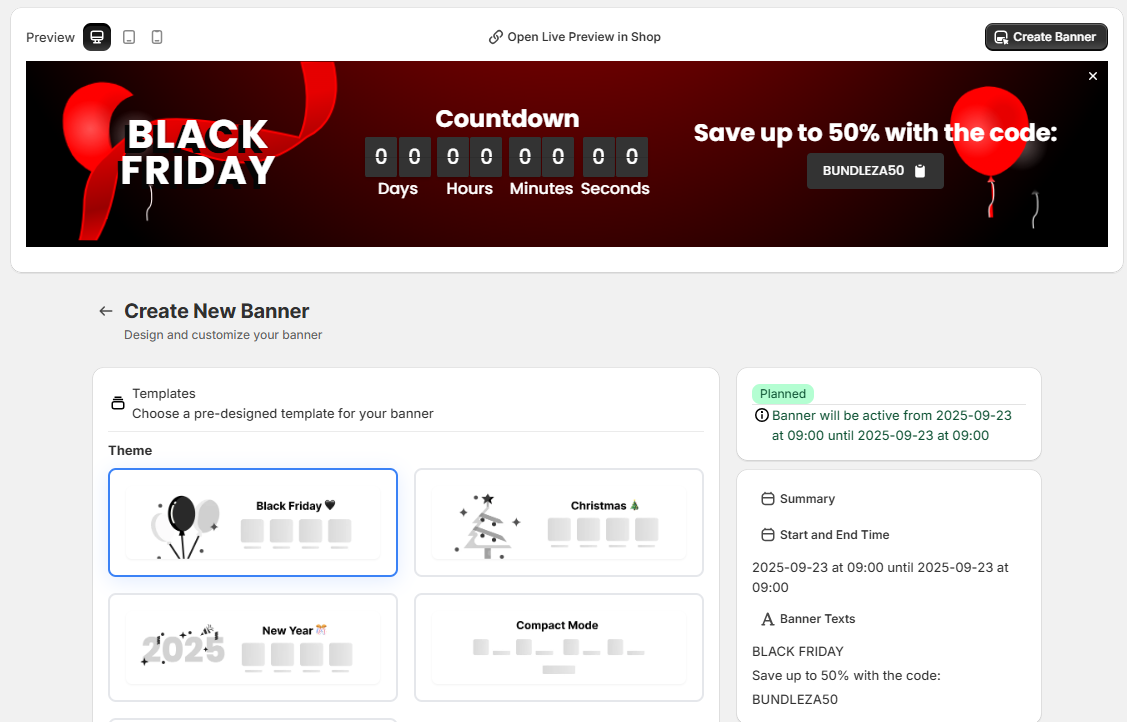 Preview
Open Live Preview in Shop
Create Banner
BLACK
FRIDAY
Countdown
0 0 0 0 0 0 0 0
Days Hours Minutes Seconds
Save up to 50% with the code:
BUNDLEZA50
Create New Banner
Design and customize your banner
Templates
Choose a pre-designed template for your banner
Theme
Black Friday 🖤
Christmas 🎄
2025
New Year 🎊
Compact Mode
Planned
Banner will be active from 2025-09-23
at 09:00 until 2025-09-23 at 09:00
Summary
Start and End Time
2025-09-23 at 09:00 until 2025-09-23 at
09:00
Banner Texts
BLACK FRIDAY
Save up to 50% with the code:
BUNDLEZA50